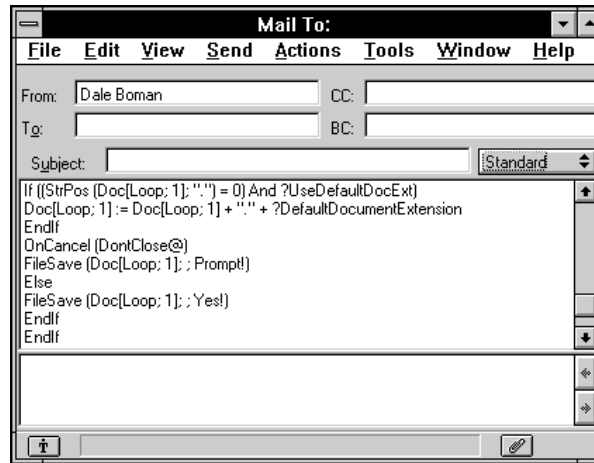 Mail To:
File Edit View Send Actions Tools Window Help
From: Dale Boman CC:
To: BC:
Subject: Standard
If ((StrPos (Doc[Loop; 1]; ".") = 0) And ?UseDefaultDocExt)
Doc[Loop; 1] := Doc[Loop; 1] + "." + ?DefaultDocumentExtension
EndIf
OnCancel (DontClose@)
FileSave (Doc[Loop; 1]; ; Prompt!)
Else
FileSave (Doc[Loop; 1]; ; Yes!)
EndIf
EndIf